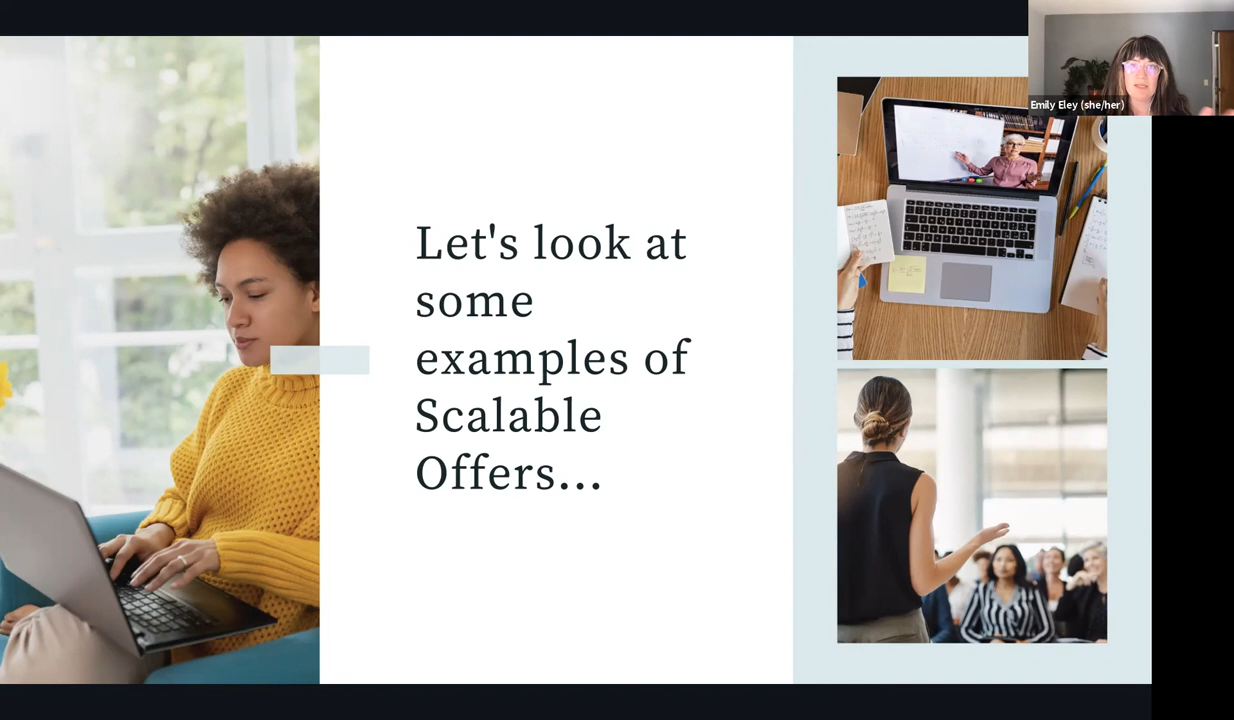 Let's look at
some
examples of
Scalable
Offers...
Emily Eley (she/her)